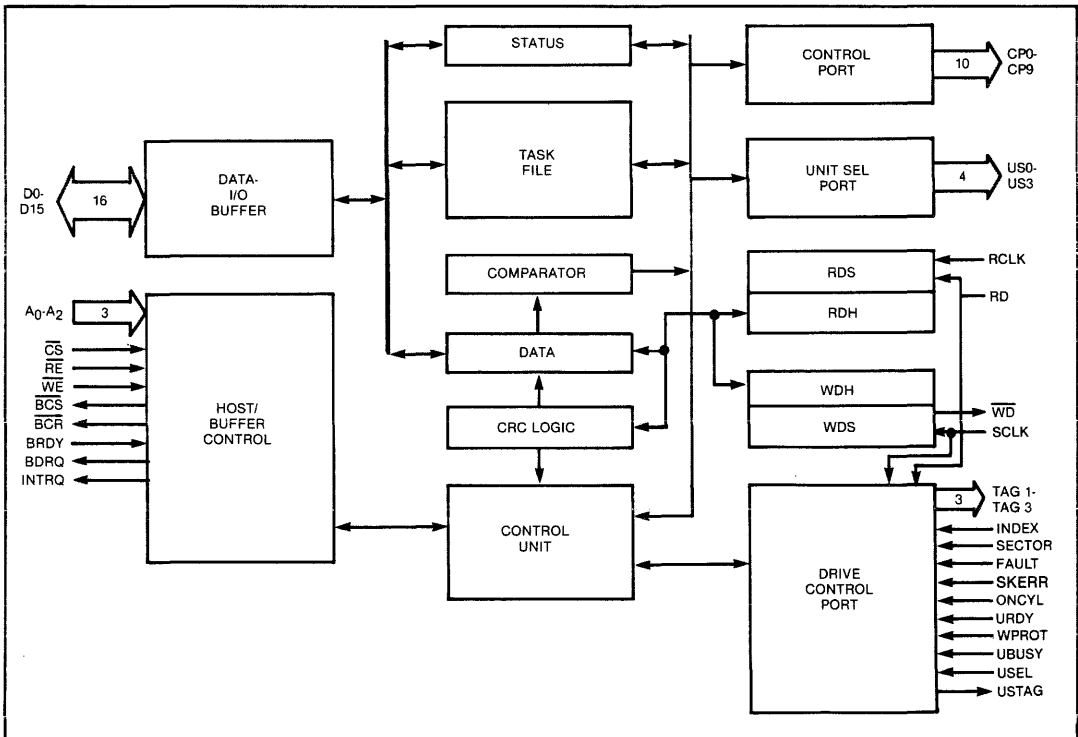 STATUS
TASK
FILE
COMPARATOR
DATA
CRC LOGIC
CONTROL
UNIT
D0-
D15
16
DATA-
I/O
BUFFER
A0-A2
3
CS
RE
WE
BCS
BCR
BRDY
BDRQ
INTRQ
HOST/
BUFFER
CONTROL
CONTROL
PORT
10
CP0-
CP9
UNIT SEL
PORT
4
US0-
US3
RDS
RDH
RCLK
RD
WDH
WDS
WD
SCLK
DRIVE
CONTROL
PORT
3
TAG 1-
TAG 3
INDEX
SECTOR
FAULT
SKERR
ONCYL
URDY
WPROT
UBUSY
USEL
USTAG